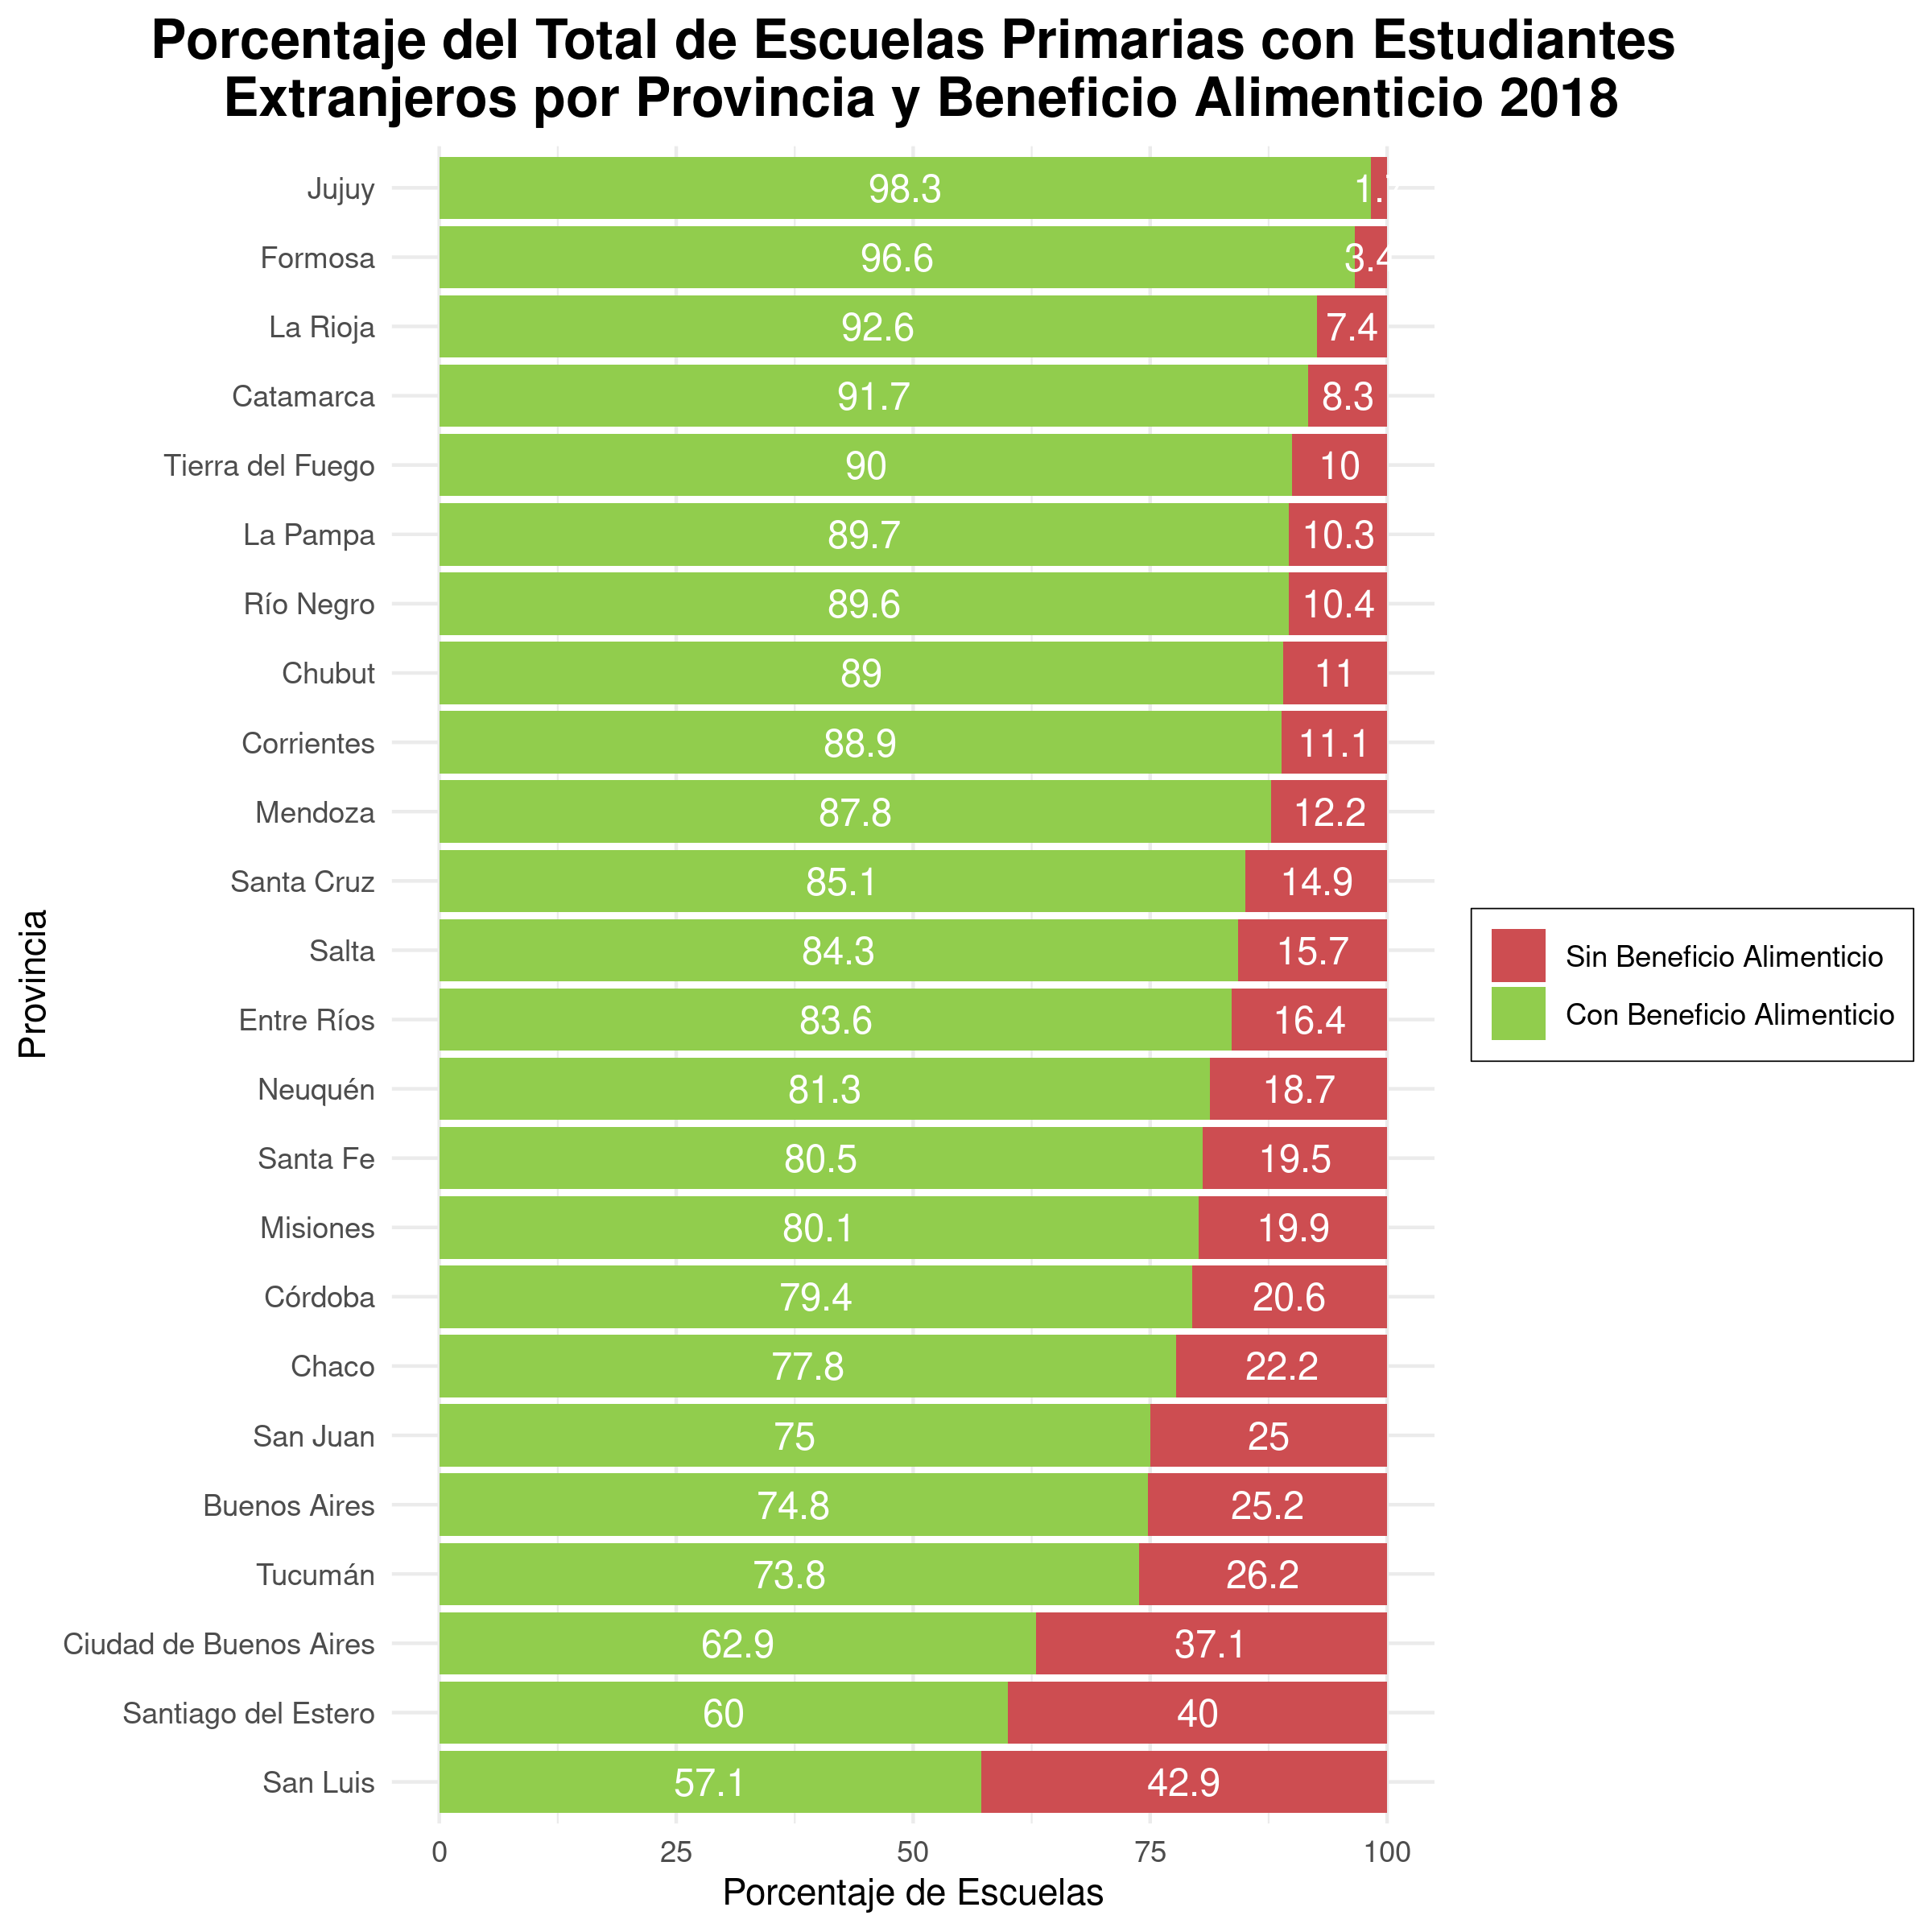 Porcentaje del Total de Escuelas Primarias con Estudiantes
Extranjeros por Provincia y Beneficio Alimenticio 2018
Provincia
Jujuy 98.3
Formosa 96.6 3.4
La Rioja 92.6 7.4
Catamarca 91.7 8.3
Tierra del Fuego 90 10
La Pampa 89.7 10.3
Río Negro 89.6 10.4
Chubut 89 11
Corrientes 88.9 11.1
Mendoza 87.8 12.2
Santa Cruz 85.1 14.9
Salta 84.3 15.7
Entre Ríos 83.6 16.4
Neuquén 81.3 18.7
Santa Fe 80.5 19.5
Misiones 80.1 19.9
Córdoba 79.4 20.6
Chaco 77.8 22.2
San Juan 75 25
Buenos Aires 74.8 25.2
Tucumán 73.8 26.2
Ciudad de Buenos Aires 62.9 37.1
Santiago del Estero 60 40
San Luis 57.1 42.9
0 25 50 75 100
Porcentaje de Escuelas
Sin Beneficio Alimenticio
Con Beneficio Alimenticio